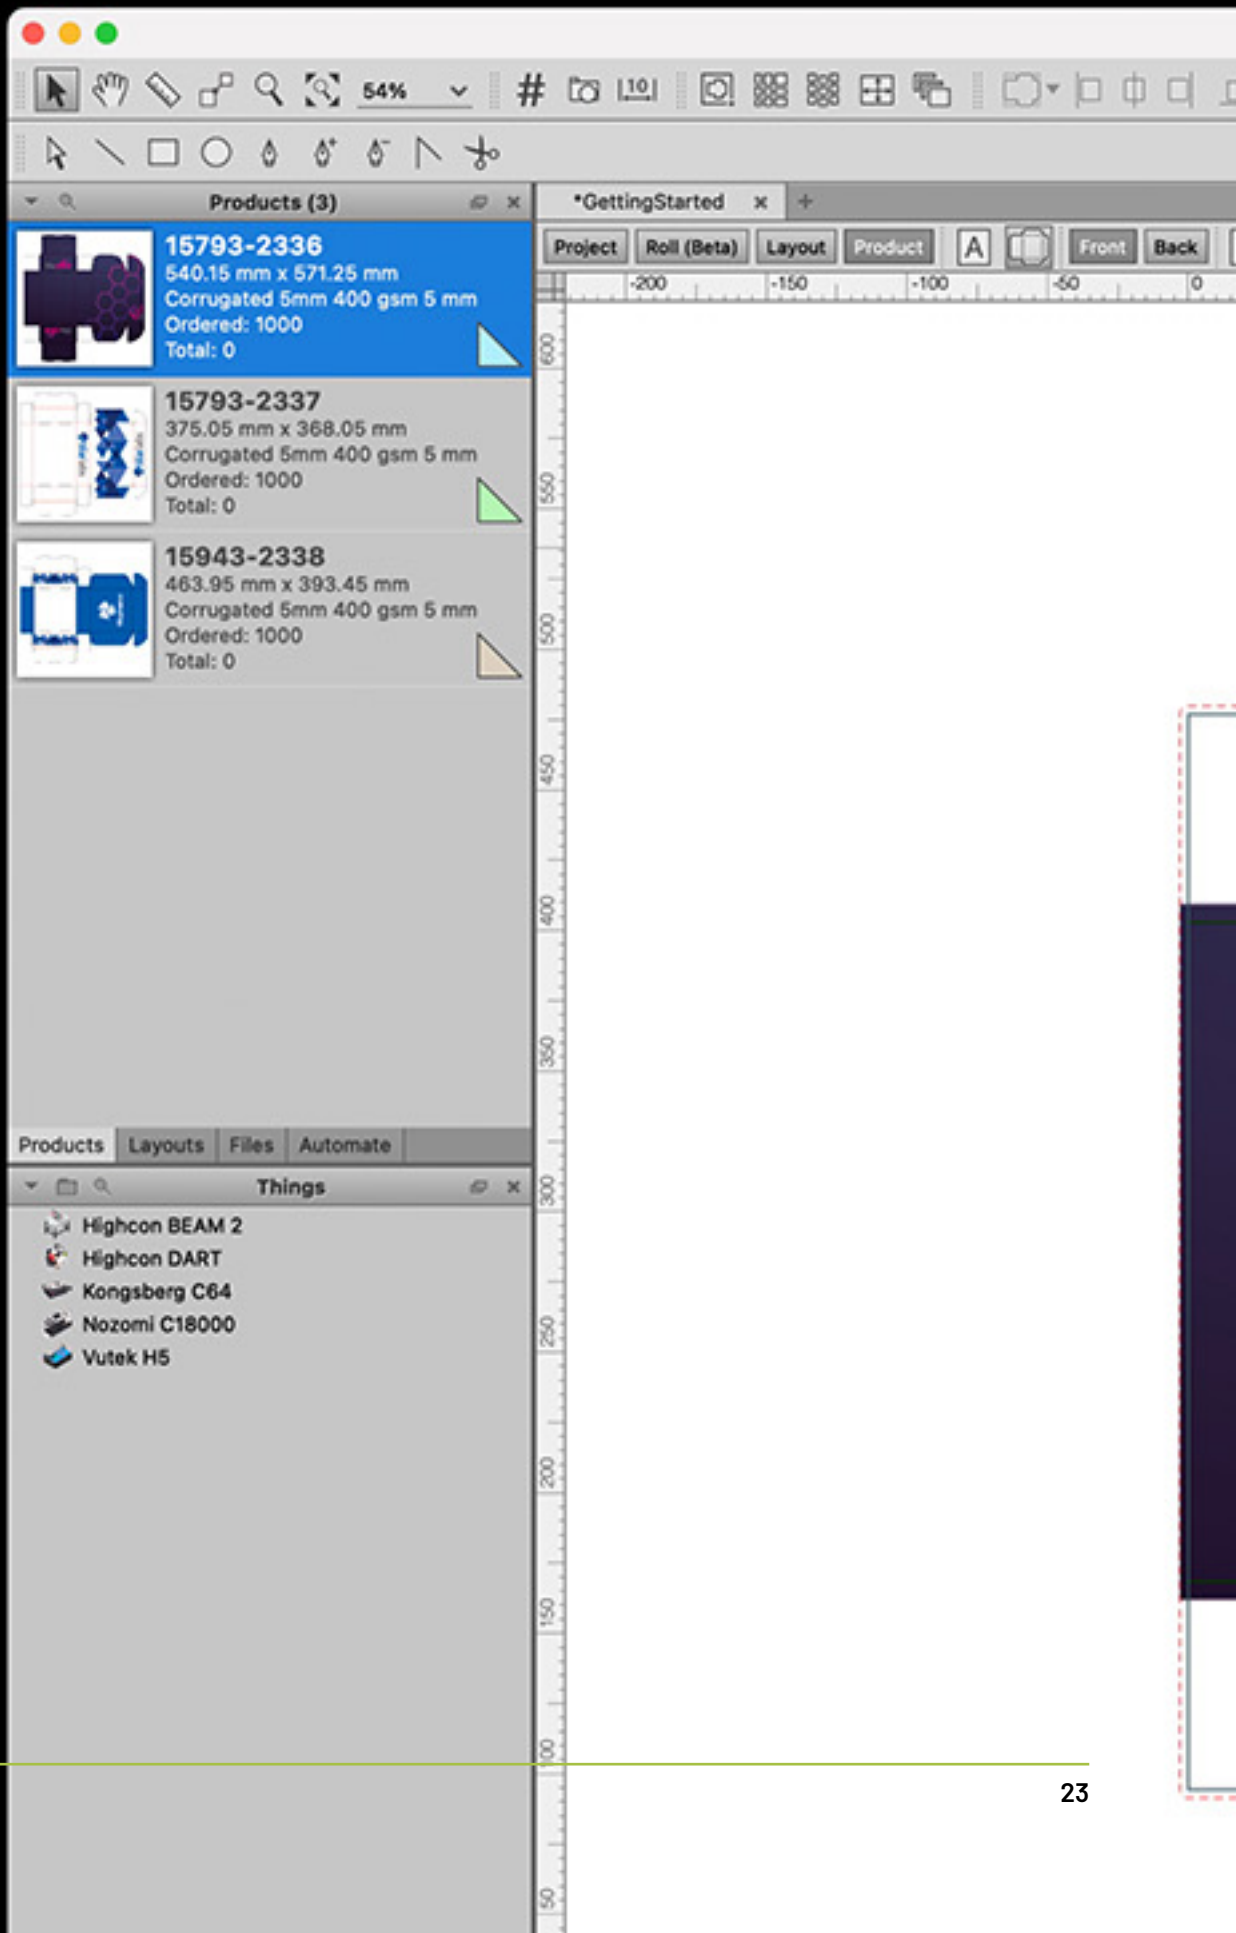 54%
10
Products (3)
15793-2336
540.15 mm x 571.25 mm
Corrugated 5mm 400 gsm 5 mm
Ordered: 1000
Total: 0
15793-2337
375.05 mm x 368.05 mm
Corrugated 5mm 400 gsm 5 mm
Ordered: 1000
Total: 0
15943-2338
463.95 mm x 393.45 mm
Corrugated 5mm 400 gsm 5 mm
Ordered: 1000
Total: 0
Products Layouts Files Automate
Things
Highcon BEAM 2
Highcon DART
Kongsberg C64
Nozomi C18000
Vutek H5
*GettingStarted
Project Roll (Beta) Layout Product A Front Back
-200 -150 -100 -50 0
600
550
500
450
400
350
300
250
200
150
100
50
23